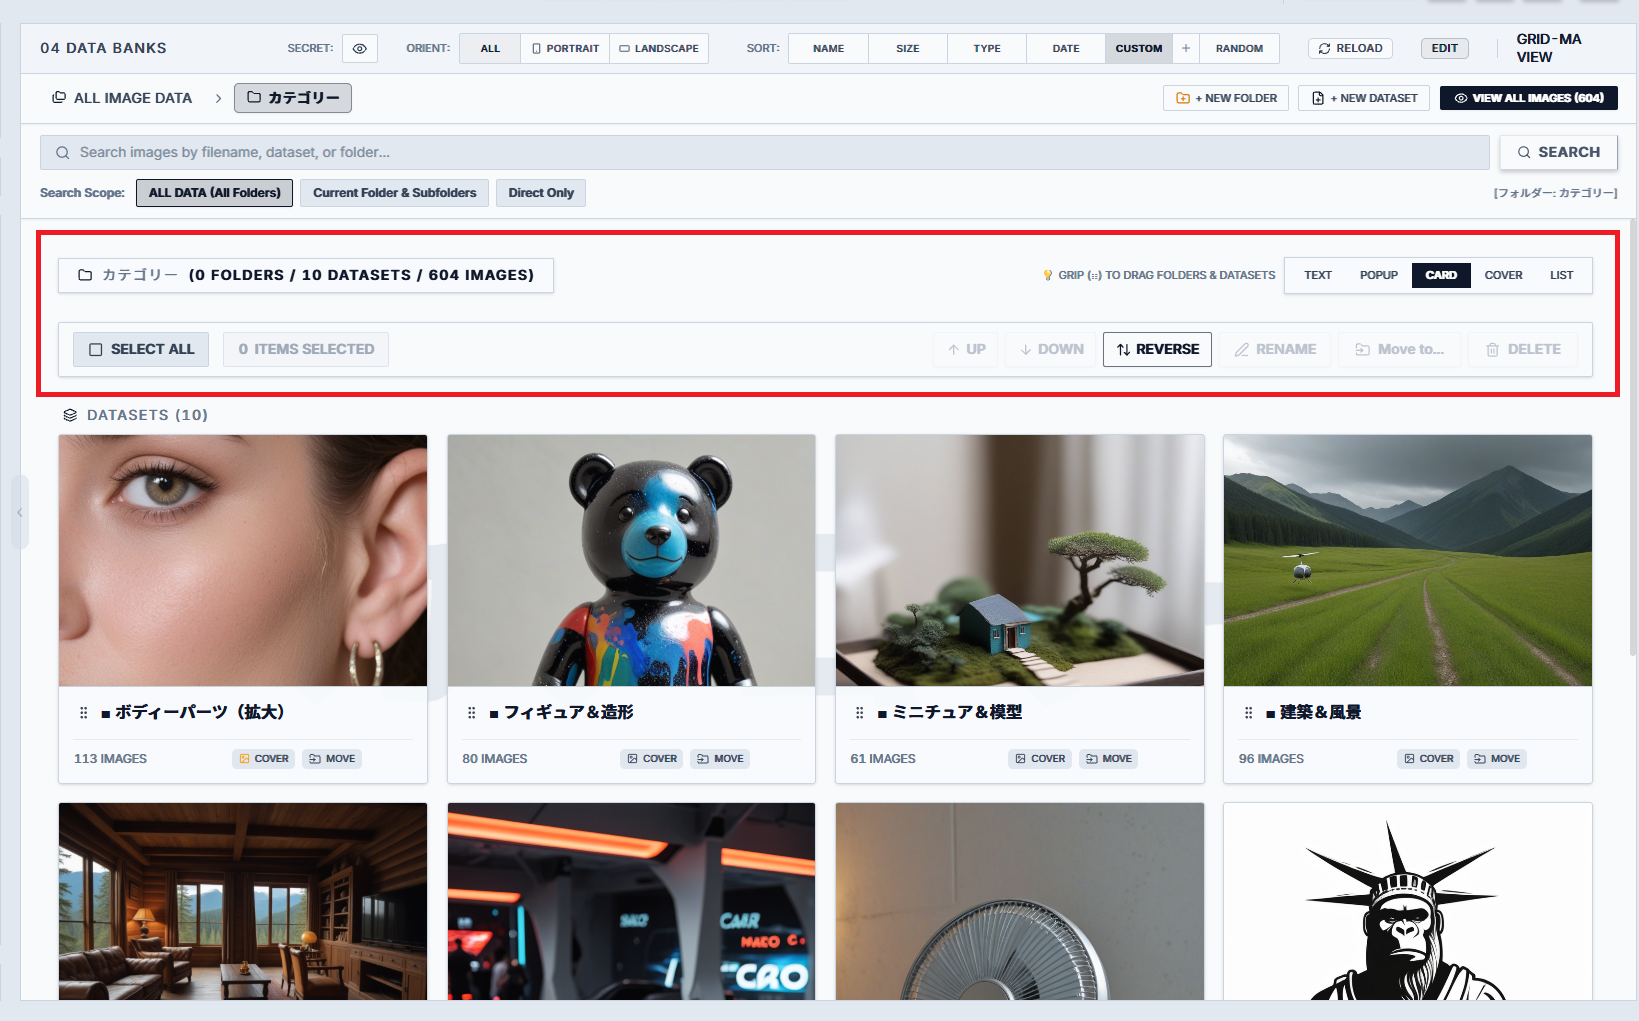 04 DATA BANKS
SECRET:
ORIENT: ALL PORTRAIT LANDSCAPE
SORT: NAME SIZE TYPE DATE CUSTOM + RANDOM
RELOAD
EDIT
GRID-MA
VIEW
ALL IMAGE DATA > カテゴリー
+ NEW FOLDER
+ NEW DATASET
VIEW ALL IMAGES (604)
Search images by filename, dataset, or folder...
SEARCH
Search Scope: ALL DATA (All Folders) Current Folder & Subfolders Direct Only
[フォルダー: カテゴリー]
カテゴリー (0 FOLDERS / 10 DATASETS / 604 IMAGES)
GRIP (⠿) TO DRAG FOLDERS & DATASETS
TEXT POPUP CARD COVER LIST
SELECT ALL
0 ITEMS SELECTED
UP
DOWN
REVERSE
RENAME
Move to...
DELETE
DATASETS (10)
■ ボディーパーツ（拡大）
113 IMAGES COVER MOVE
■ フィギュア＆造形
80 IMAGES COVER MOVE
■ ミニチュア＆模型
61 IMAGES COVER MOVE
■ 建築＆風景
96 IMAGES COVER MOVE
CRO